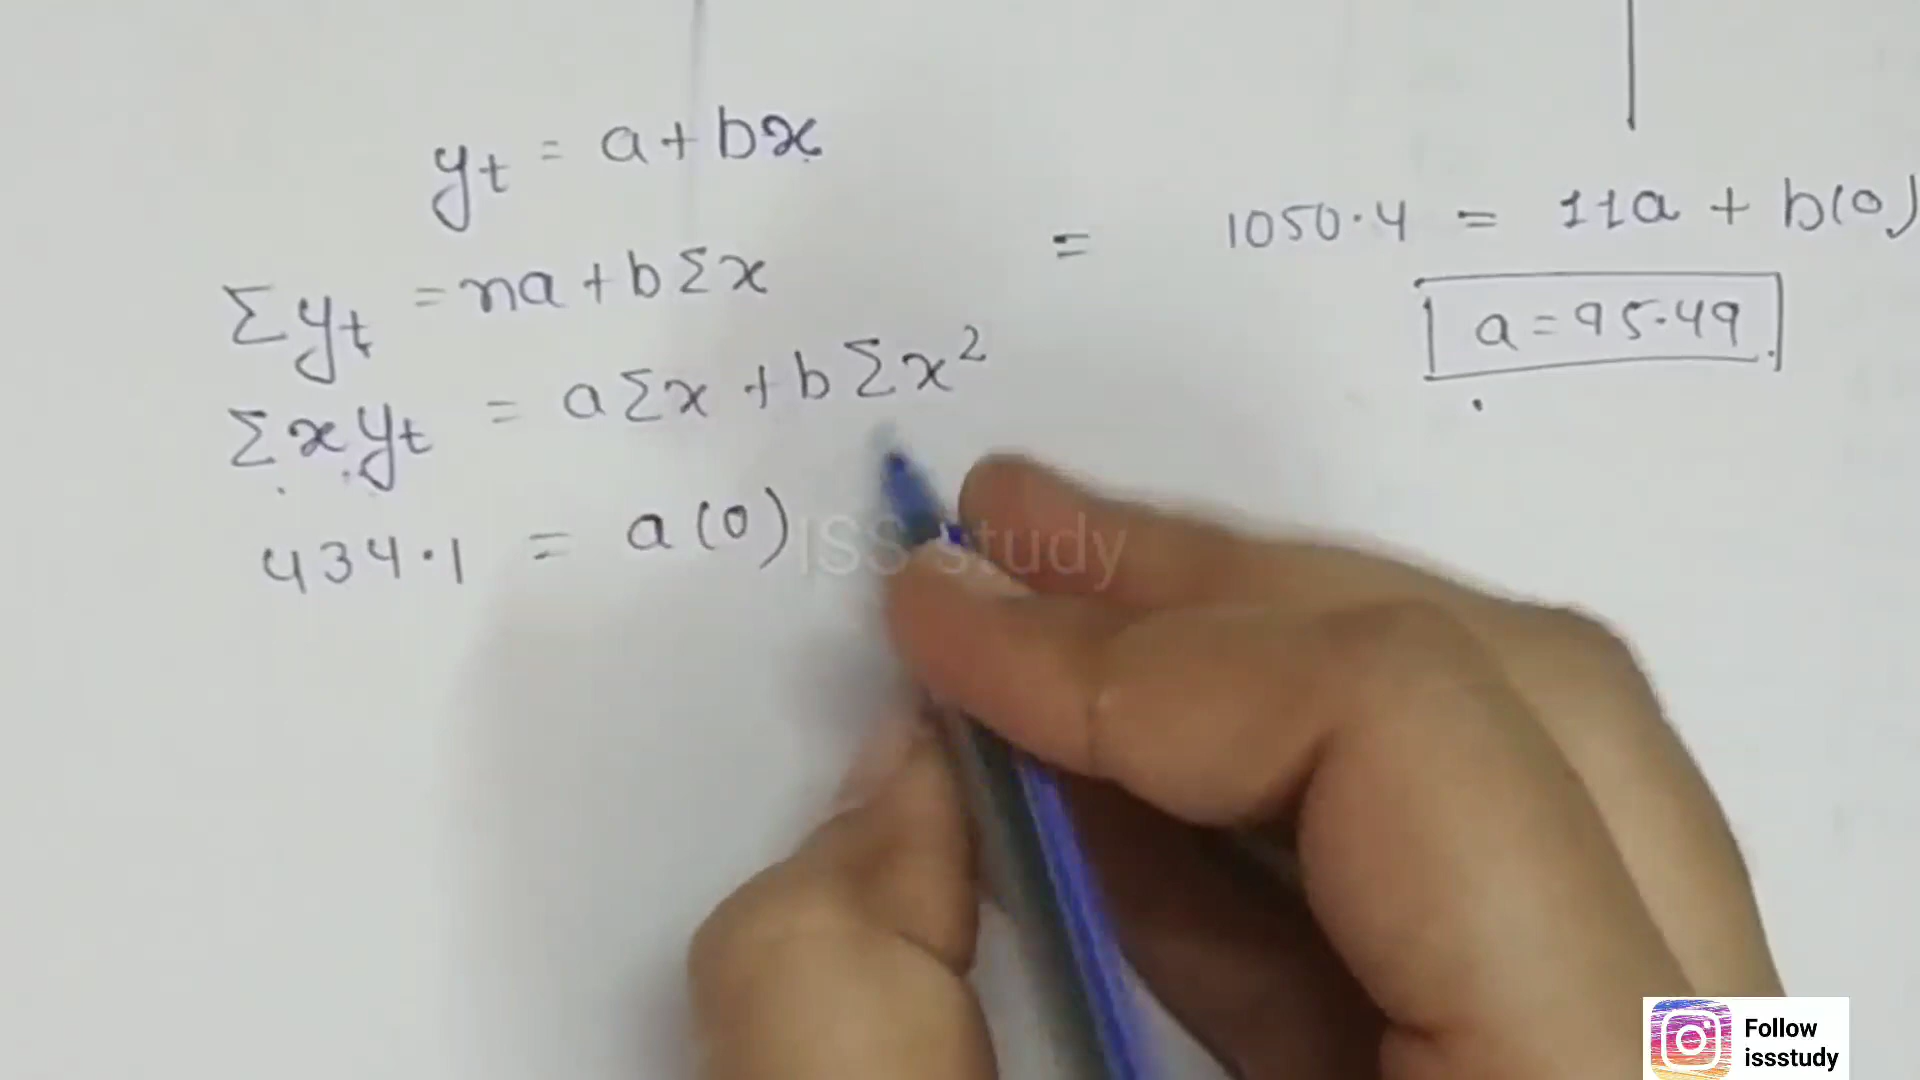 yt = a + bx
Σyt = na + bΣx
= 1050.4 = 11a + b(0)
a = 95.49
Σxyt = aΣx + bΣx²
434.1 = a(0)
ISS study
Follow
issstudy